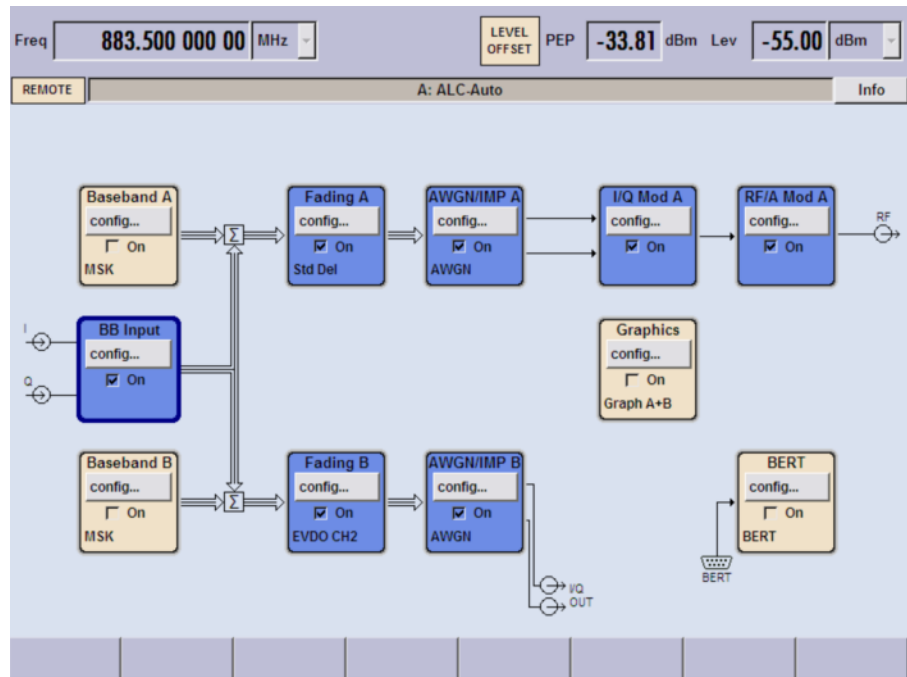 Freq 883.500 000 00 MHz LEVEL OFFSET PEP -33.81 dBm Lev -55.00 dBm
REMOTE A: ALC-Auto Info
Baseband A
config...
On
MSK
Fading A
config...
On
Std Del
AWGN/IMP A
config...
On
AWGN
I/Q Mod A
config...
On
RF/A Mod A
config...
On
RF
Σ
I
Q
BB Input
config...
On
Graphics
config...
On
Graph A+B
Baseband B
config...
On
MSK
Σ
Fading B
config...
On
EVDO CH2
AWGN/IMP B
config...
On
AWGN
I/Q
OUT
BERT
config...
On
BERT
BERT